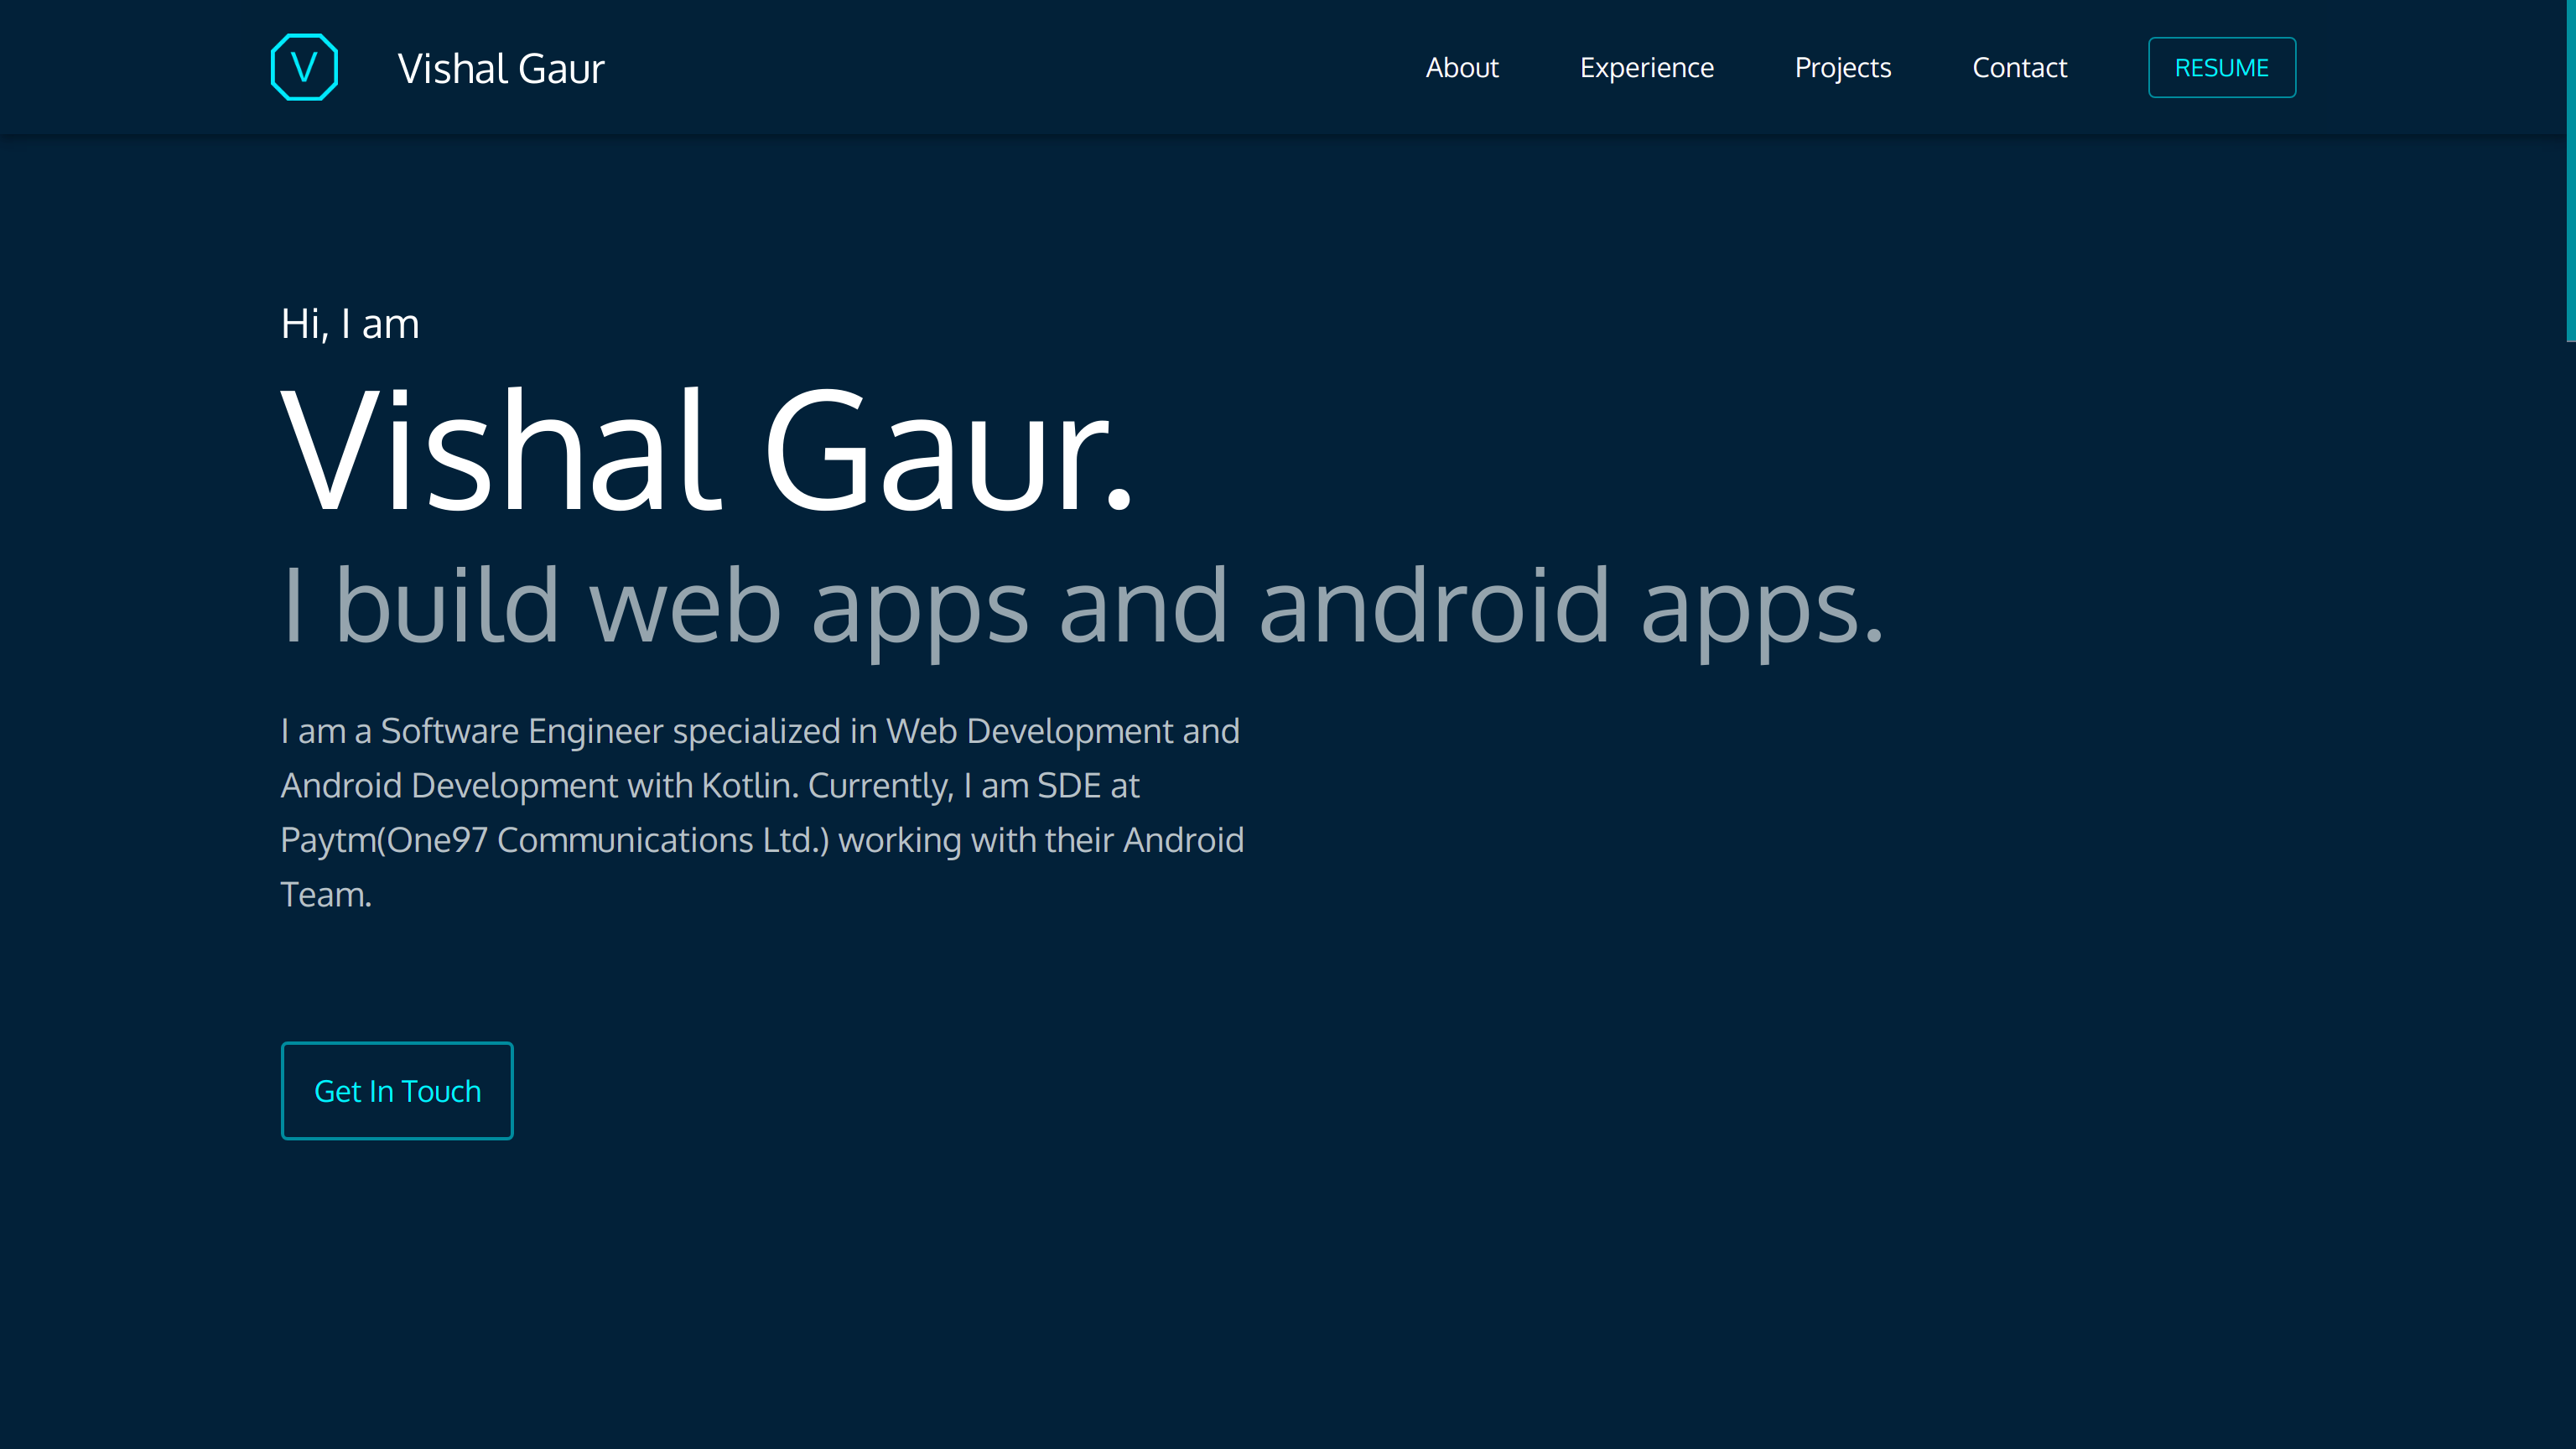 V
Vishal Gaur
About
Experience
Projects
Contact
RESUME
Hi, I am
Vishal Gaur.
I build web apps and android apps.
I am a Software Engineer specialized in Web Development and
Android Development with Kotlin. Currently, I am SDE at
Paytm(One97 Communications Ltd.) working with their Android
Team.
Get In Touch